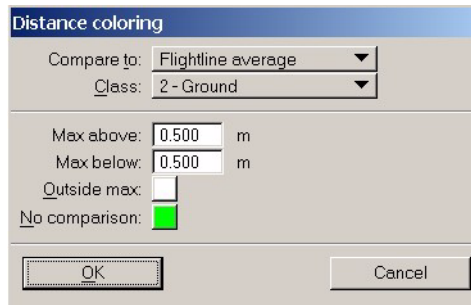 Distance coloring
Compare to: Flightline average
Class: 2 - Ground
Max above: 0.500 m
Max below: 0.500 m
Outside max:
No comparison:
OK Cancel